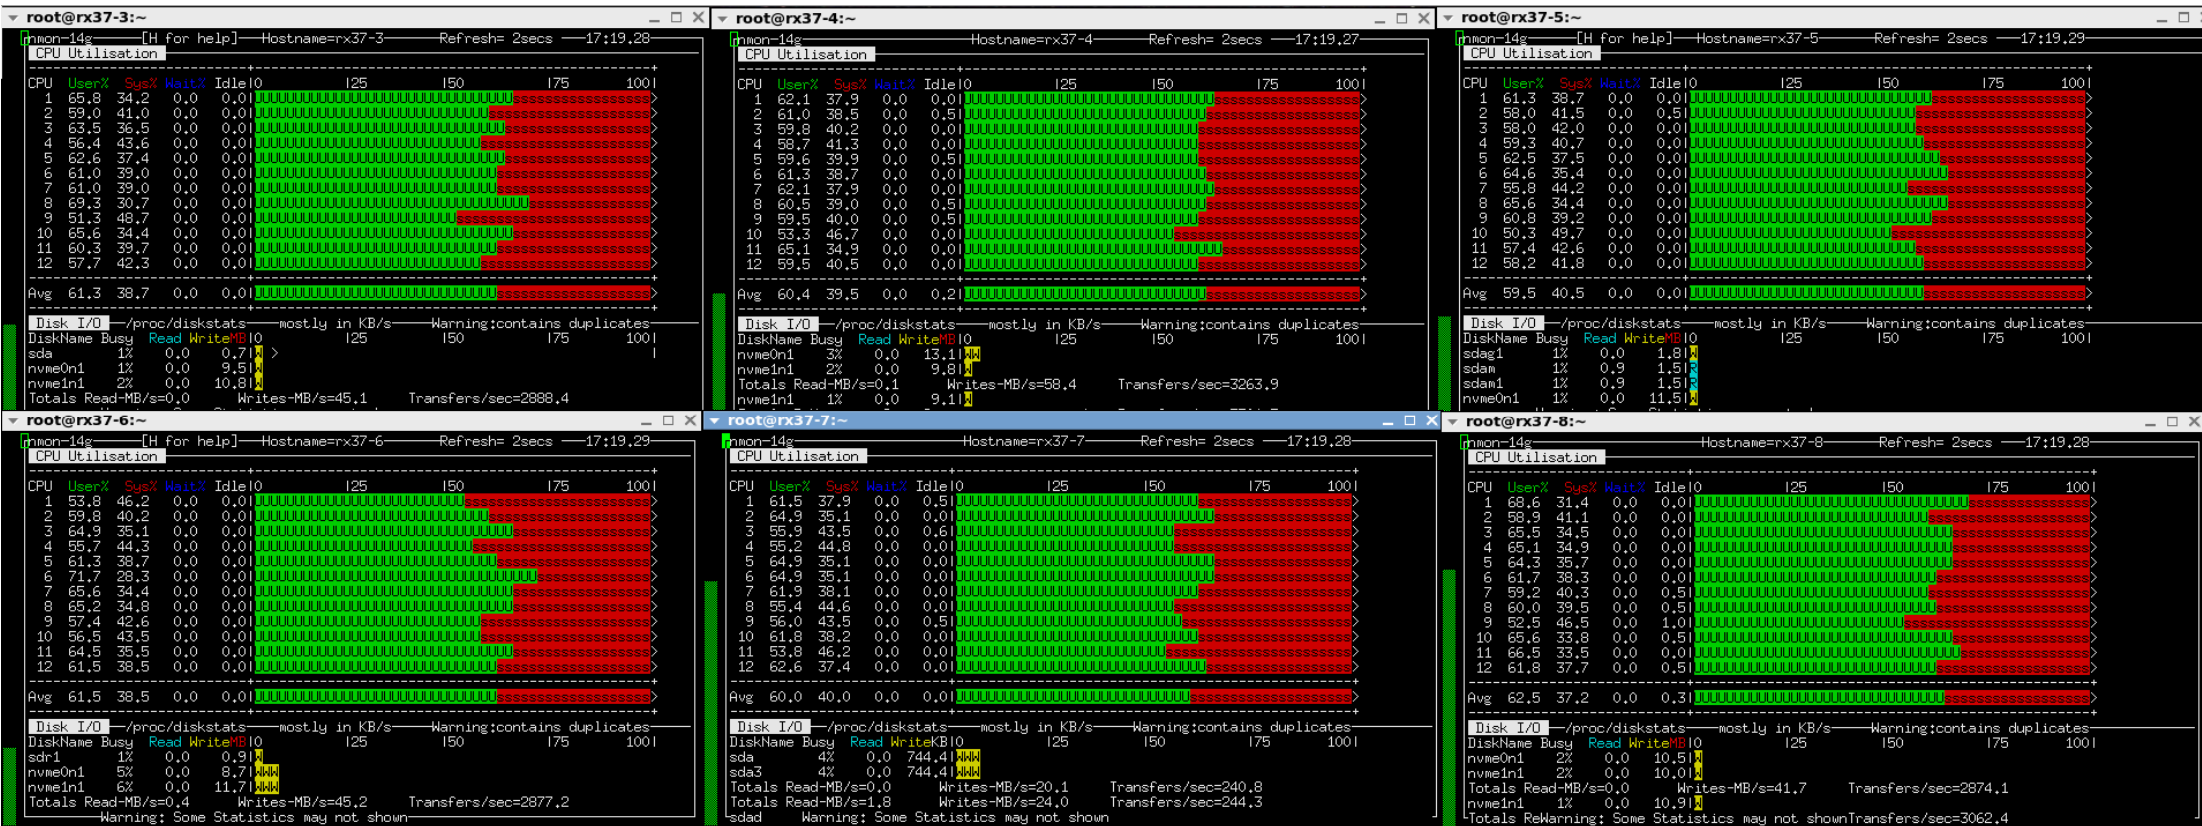 root@rx37-3:~
nmon-14g [H for help] Hostname=rx37-3 Refresh= 2secs 17:19.28
CPU Utilisation
CPU User% Sys% Wait% Idle|0 |25 |50 |75 100|
1 65.8 34.2 0.0 0.0|
2 59.0 41.0 0.0 0.0|
3 63.5 36.5 0.0 0.0|
4 56.4 43.6 0.0 0.0|
5 62.6 37.4 0.0 0.0|
6 61.0 39.0 0.0 0.0|
7 61.0 39.0 0.0 0.0|
8 69.3 30.7 0.0 0.0|
9 51.3 48.7 0.0 0.0|
10 65.6 34.4 0.0 0.0|
11 60.3 39.7 0.0 0.0|
12 57.7 42.3 0.0 0.0|
Avg 61.3 38.7 0.0 0.0|
Disk I/O /proc/diskstats mostly in KB/s Warning:contains duplicates
DiskName Busy Read WriteMB|0 |25 |50 |75 100|
sda 1% 0.0 0.7|W >
nvme0n1 1% 0.0 9.5|W
nvme1n1 2% 0.0 10.8|W
Totals Read-MB/s=0.0 Writes-MB/s=45.1 Transfers/sec=2888.4
root@rx37-4:~
nmon-14g Hostname=rx37-4 Refresh= 2secs 17:19.27
CPU Utilisation
CPU User% Sys% Wait% Idle|0 |25 |50 |75 100|
1 62.1 37.9 0.0 0.0|
2 61.0 38.5 0.0 0.5|
3 59.8 40.2 0.0 0.0|
4 58.7 41.3 0.0 0.0|
5 59.6 39.9 0.0 0.5|
6 61.3 38.7 0.0 0.0|
7 62.1 37.9 0.0 0.0|
8 60.5 39.0 0.0 0.5|
9 59.5 40.0 0.0 0.5|
10 53.3 46.7 0.0 0.0|
11 65.1 34.9 0.0 0.0|
12 59.5 40.5 0.0 0.0|
Avg 60.4 39.5 0.0 0.2|
Disk I/O /proc/diskstats mostly in KB/s Warning:contains duplicates
DiskName Busy Read WriteMB|0 |25 |50 |75 100|
nvme0n1 3% 0.0 13.1|WW
nvme1n1 2% 0.0 9.8|W
Totals Read-MB/s=0.1 Writes-MB/s=58.4 Transfers/sec=3263.9
nvme1n1 1% 0.0 9.1|W
root@rx37-5:~
nmon-14g [H for help] Hostname=rx37-5 Refresh= 2secs 17:19.29
CPU Utilisation
CPU User% Sys% Wait% Idle|0 |25 |50 |75 100|
1 61.3 38.7 0.0 0.0|
2 58.0 41.5 0.0 0.5|
3 58.0 42.0 0.0 0.0|
4 59.3 40.7 0.0 0.0|
5 62.5 37.5 0.0 0.0|
6 64.6 35.4 0.0 0.0|
7 55.8 44.2 0.0 0.0|
8 65.6 34.4 0.0 0.0|
9 60.8 39.2 0.0 0.0|
10 50.3 49.7 0.0 0.0|
11 57.4 42.6 0.0 0.0|
12 58.2 41.8 0.0 0.0|
Avg 59.5 40.5 0.0 0.0|
Disk I/O /proc/diskstats mostly in KB/s Warning:contains duplicates
DiskName Busy Read WriteMB|0 |25 |50 |75 100|
sdag1 1% 0.0 1.8|W
sdam 1% 0.9 1.5|R
sdam1 1% 0.9 1.5|R
nvme0n1 1% 0.0 11.5|W
root@rx37-6:~
nmon-14g [H for help] Hostname=rx37-6 Refresh= 2secs 17:19.29
CPU Utilisation
CPU User% Sys% Wait% Idle|0 |25 |50 |75 100|
1 53.8 46.2 0.0 0.0|
2 59.8 40.2 0.0 0.0|
3 64.9 35.1 0.0 0.0|
4 55.7 44.3 0.0 0.0|
5 61.3 38.7 0.0 0.0|
6 71.7 28.3 0.0 0.0|
7 65.6 34.4 0.0 0.0|
8 65.2 34.8 0.0 0.0|
9 57.4 42.6 0.0 0.0|
10 56.5 43.5 0.0 0.0|
11 64.5 35.5 0.0 0.0|
12 61.5 38.5 0.0 0.0|
Avg 61.5 38.5 0.0 0.0|
Disk I/O /proc/diskstats mostly in KB/s Warning:contains duplicates
DiskName Busy Read WriteMB|0 |25 |50 |75 100|
sdr1 1% 0.0 0.9|W
nvme0n1 5% 0.0 8.7|WWW
nvme1n1 6% 0.0 11.7|WWW
Totals Read-MB/s=0.4 Writes-MB/s=45.2 Transfers/sec=2877.2
Warning: Some Statistics may not shown
root@rx37-7:~
nmon-14g Hostname=rx37-7 Refresh= 2secs 17:19.28
CPU Utilisation
CPU User% Sys% Wait% Idle|0 |25 |50 |75 100|
1 61.5 37.9 0.0 0.5|
2 64.9 35.1 0.0 0.0|
3 55.9 43.5 0.0 0.6|
4 55.2 44.8 0.0 0.0|
5 64.9 35.1 0.0 0.0|
6 64.9 35.1 0.0 0.0|
7 61.9 38.1 0.0 0.0|
8 55.4 44.6 0.0 0.0|
9 56.0 43.5 0.0 0.5|
10 61.8 38.2 0.0 0.0|
11 53.8 46.2 0.0 0.0|
12 62.6 37.4 0.0 0.0|
Avg 60.0 40.0 0.0 0.0|
Disk I/O /proc/diskstats mostly in KB/s Warning:contains duplicates
DiskName Busy Read WriteKB|0 |25 |50 |75 100|
sda 4% 0.0 744.4|WWW
sda3 4% 0.0 744.4|WWW
Totals Read-MB/s=0.0 Writes-MB/s=20.1 Transfers/sec=240.8
Totals Read-MB/s=1.8 Writes-MB/s=24.0 Transfers/sec=244.3
sdad Warning: Some Statistics may not shown
root@rx37-8:~
nmon-14g Hostname=rx37-8 Refresh= 2secs 17:19.28
CPU Utilisation
CPU User% Sys% Wait% Idle|0 |25 |50 |75 100|
1 68.6 31.4 0.0 0.0|
2 58.9 41.1 0.0 0.0|
3 65.5 34.5 0.0 0.0|
4 65.1 34.9 0.0 0.0|
5 64.3 35.7 0.0 0.0|
6 61.7 38.3 0.0 0.0|
7 59.2 40.3 0.0 0.5|
8 60.0 39.5 0.0 0.5|
9 52.5 46.5 0.0 1.0|
10 65.6 33.8 0.0 0.5|
11 66.5 33.5 0.0 0.0|
12 61.8 37.7 0.0 0.5|
Avg 62.5 37.2 0.0 0.3|
Disk I/O /proc/diskstats mostly in KB/s Warning:contains duplicates
DiskName Busy Read WriteMB|0 |25 |50 |75 100|
nvme0n1 2% 0.0 10.5|W
nvme1n1 2% 0.0 10.0|W
Totals Read-MB/s=0.0 Writes-MB/s=41.7 Transfers/sec=2874.1
nvme1n1 1% 0.0 10.9|W
Totals ReWarning: Some Statistics may not shownTransfers/sec=3062.4